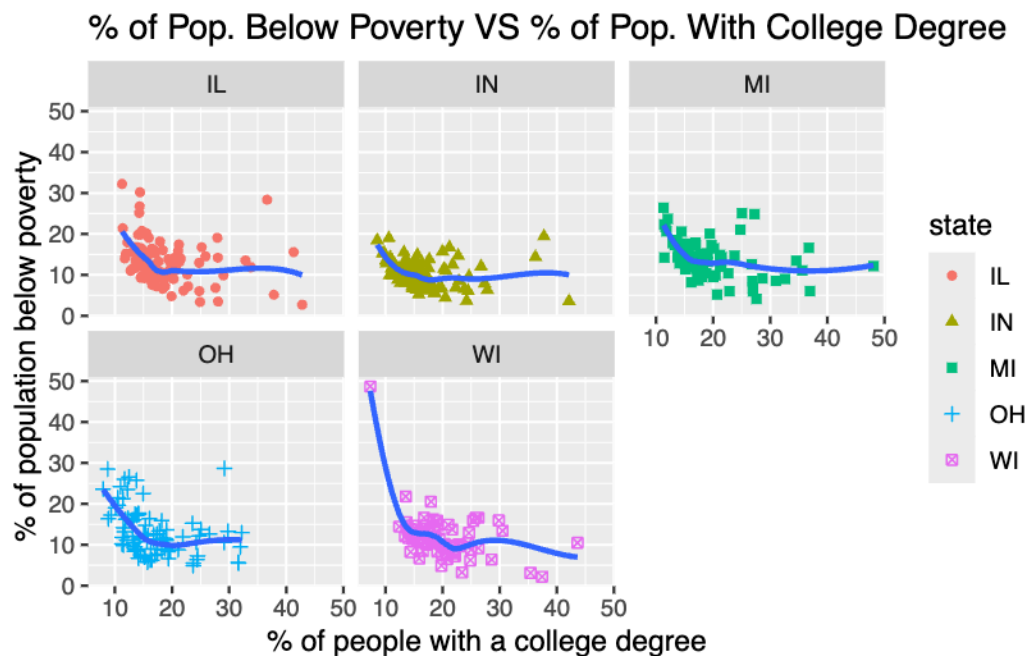 % of Pop. Below Poverty VS % of Pop. With College Degree
IL
IN
MI
50
40
30
20
10
0
10 20 30 40 50
OH
WI
50
40
30
20
10
0
10 20 30 40 50
10 20 30 40 50
% of population below poverty
% of people with a college degree
state
IL
IN
MI
OH
WI